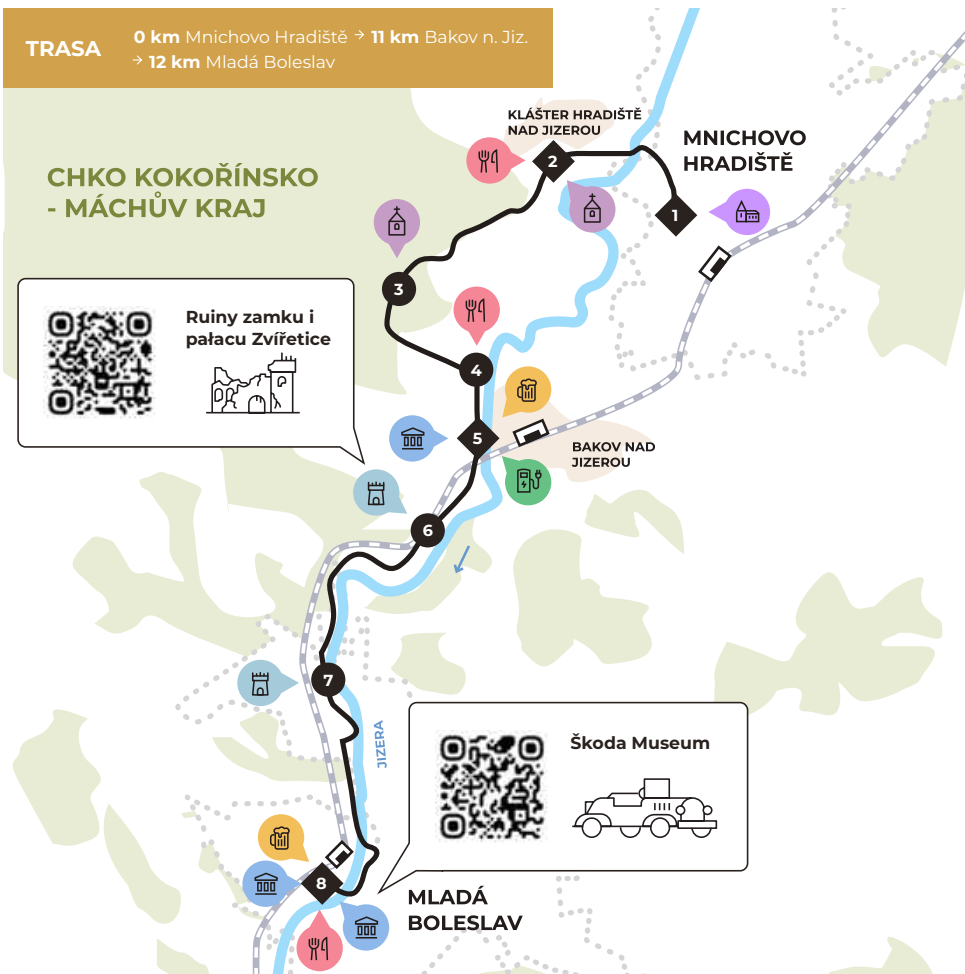 TRASA
0 km Mnichovo Hradiště → 11 km Bakov n. Jiz.
→ 12 km Mladá Boleslav
KLÁŠTER HRADIŠTĚ
NAD JIZEROU
MNICHOVO
HRADIŠTĚ
2
1
CHKO KOKOŘÍNSKO
- MÁCHŮV KRAJ
3
Ruiny zamku i
pałacu Zvířetice
4
5
BAKOV NAD
JIZEROU
6
7
JIZERA
Škoda Museum
8
MLADÁ
BOLESLAV